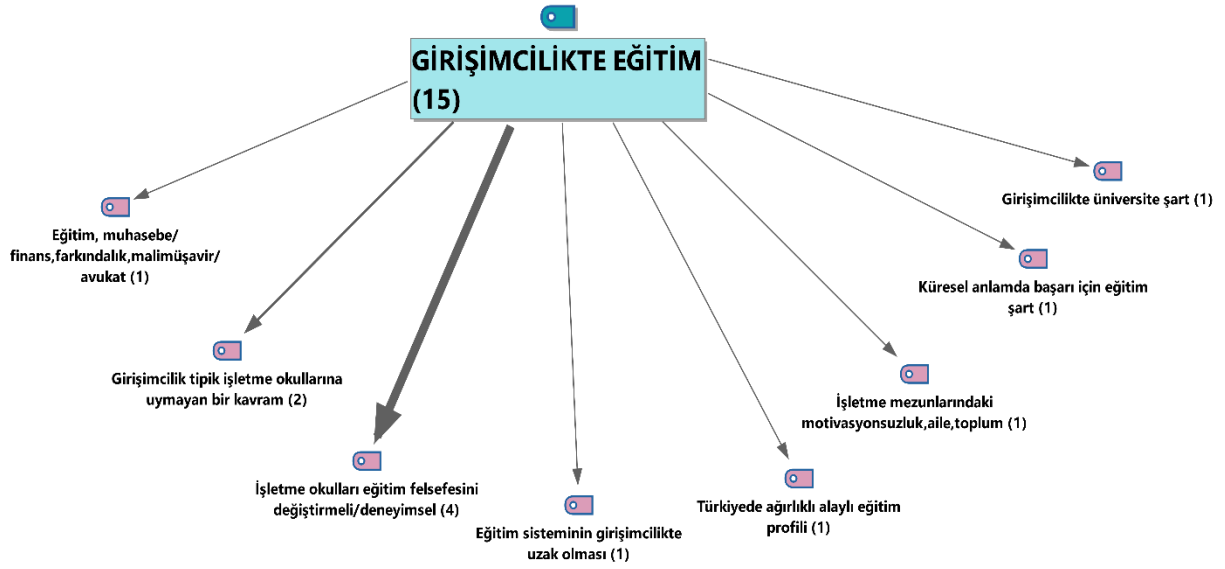 GİRİŞİMCİLİKTE EĞİTİM
(15)
Girişimcilikte üniversite şart (1)
Eğitim, muhasebe/
finans,farkındalık,malimüşavir/
avukat (1)
Küresel anlamda başarı için eğitim
şart (1)
Girişimcilik tipik işletme okullarına
uymayan bir kavram (2)
İşletme mezunlarındaki
motivasyonsuzluk,aile,toplum (1)
İşletme okulları eğitim felsefesini
değiştirmeli/deneyimsel (4)
Eğitim sisteminin girişimcilikte
uzak olması (1)
Türkiyede ağırlıklı alaylı eğitim
profili (1)